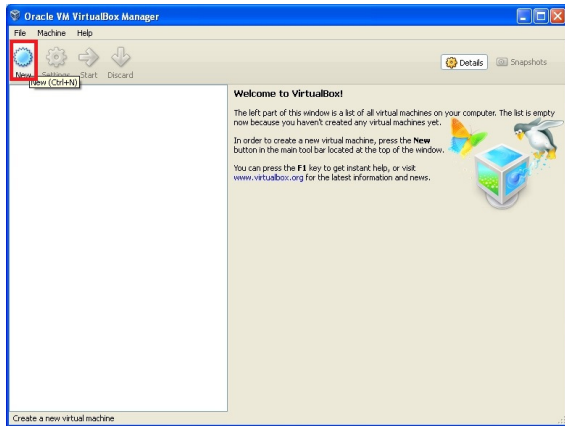 Oracle VM VirtualBox Manager
File Machine Help
New Settings Start Discard
Details Snapshots
New (Ctrl+N)
Welcome to VirtualBox!
The left part of this window is a list of all virtual machines on your computer. The list is empty
now because you haven't created any virtual machines yet.
In order to create a new virtual machine, press the New
button in the main tool bar located at the top of the window.
You can press the F1 key to get instant help, or visit
www.virtualbox.org for the latest information and news.
Create a new virtual machine